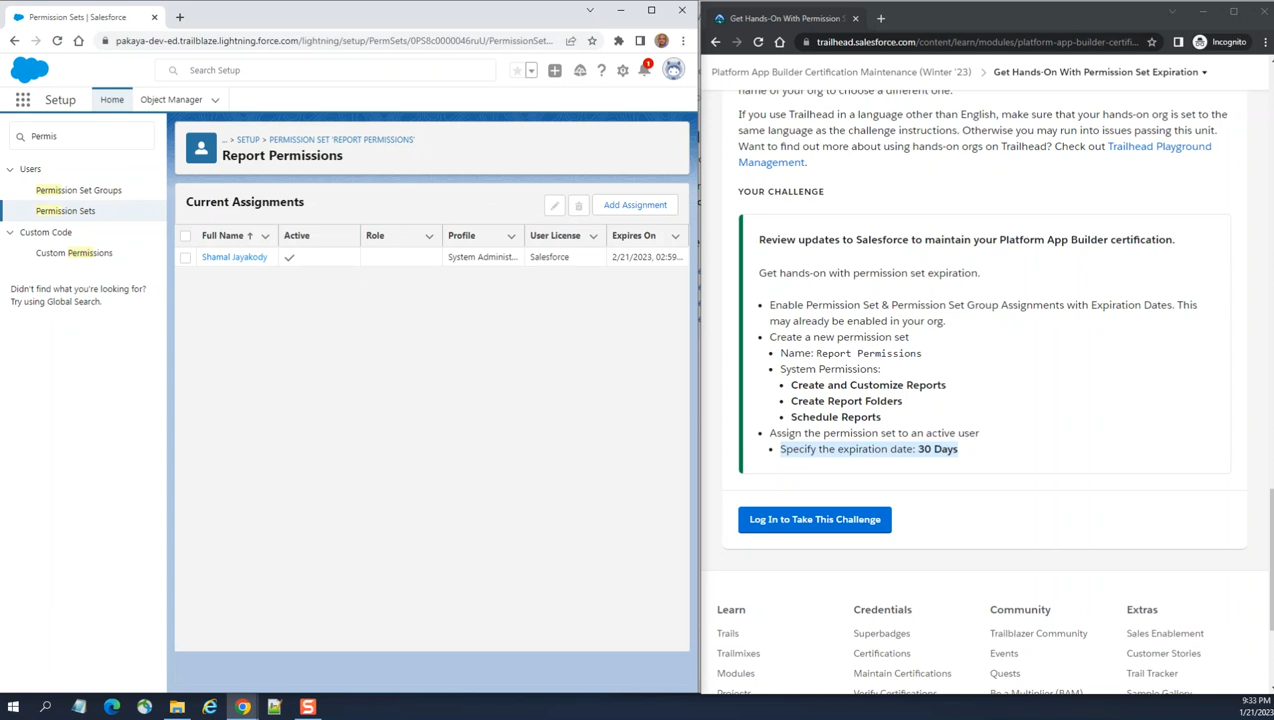 Permission Sets | Salesforce
pakaya-dev-ed.trailblaze.lightning.force.com/lightning/setup/PermSets/0PS8c0000046ruU/PermissionSet...
Search Setup
1
Setup
Home
Object Manager
Permis
Users
Permission Set Groups
Permission Sets
Custom Code
Custom Permissions
Didn't find what you're looking for?
Try using Global Search.
... > SETUP > PERMISSION SET 'REPORT PERMISSIONS'
Report Permissions
Current Assignments
Add Assignment
Full Name
Active
Role
Profile
User License
Expires On
Shamal Jayakody
System Administ...
Salesforce
2/21/2023, 02:59...
Get Hands-On With Permission S
trailhead.salesforce.com/content/learn/modules/platform-app-builder-certifi...
Incognito
Platform App Builder Certification Maintenance (Winter '23)
Get Hands-On With Permission Set Expiration
name of your org to choose a different one.
If you use Trailhead in a language other than English, make sure that your hands-on org is set to the
same language as the challenge instructions. Otherwise you may run into issues passing this unit.
Want to find out more about using hands-on orgs on Trailhead? Check out Trailhead Playground
Management.
YOUR CHALLENGE
Review updates to Salesforce to maintain your Platform App Builder certification.
Get hands-on with permission set expiration.
Enable Permission Set & Permission Set Group Assignments with Expiration Dates. This
may already be enabled in your org.
Create a new permission set
Name: Report Permissions
System Permissions:
Create and Customize Reports
Create Report Folders
Schedule Reports
Assign the permission set to an active user
Specify the expiration date: 30 Days
Log In to Take This Challenge
Learn
Credentials
Community
Extras
Trails
Superbadges
Trailblazer Community
Sales Enablement
Trailmixes
Certifications
Events
Customer Stories
Modules
Maintain Certifications
Quests
Trail Tracker
Projects
Verify Certifications
Be a Multiplier (BAM)
Sample Gallery
9:33 PM
1/21/2023